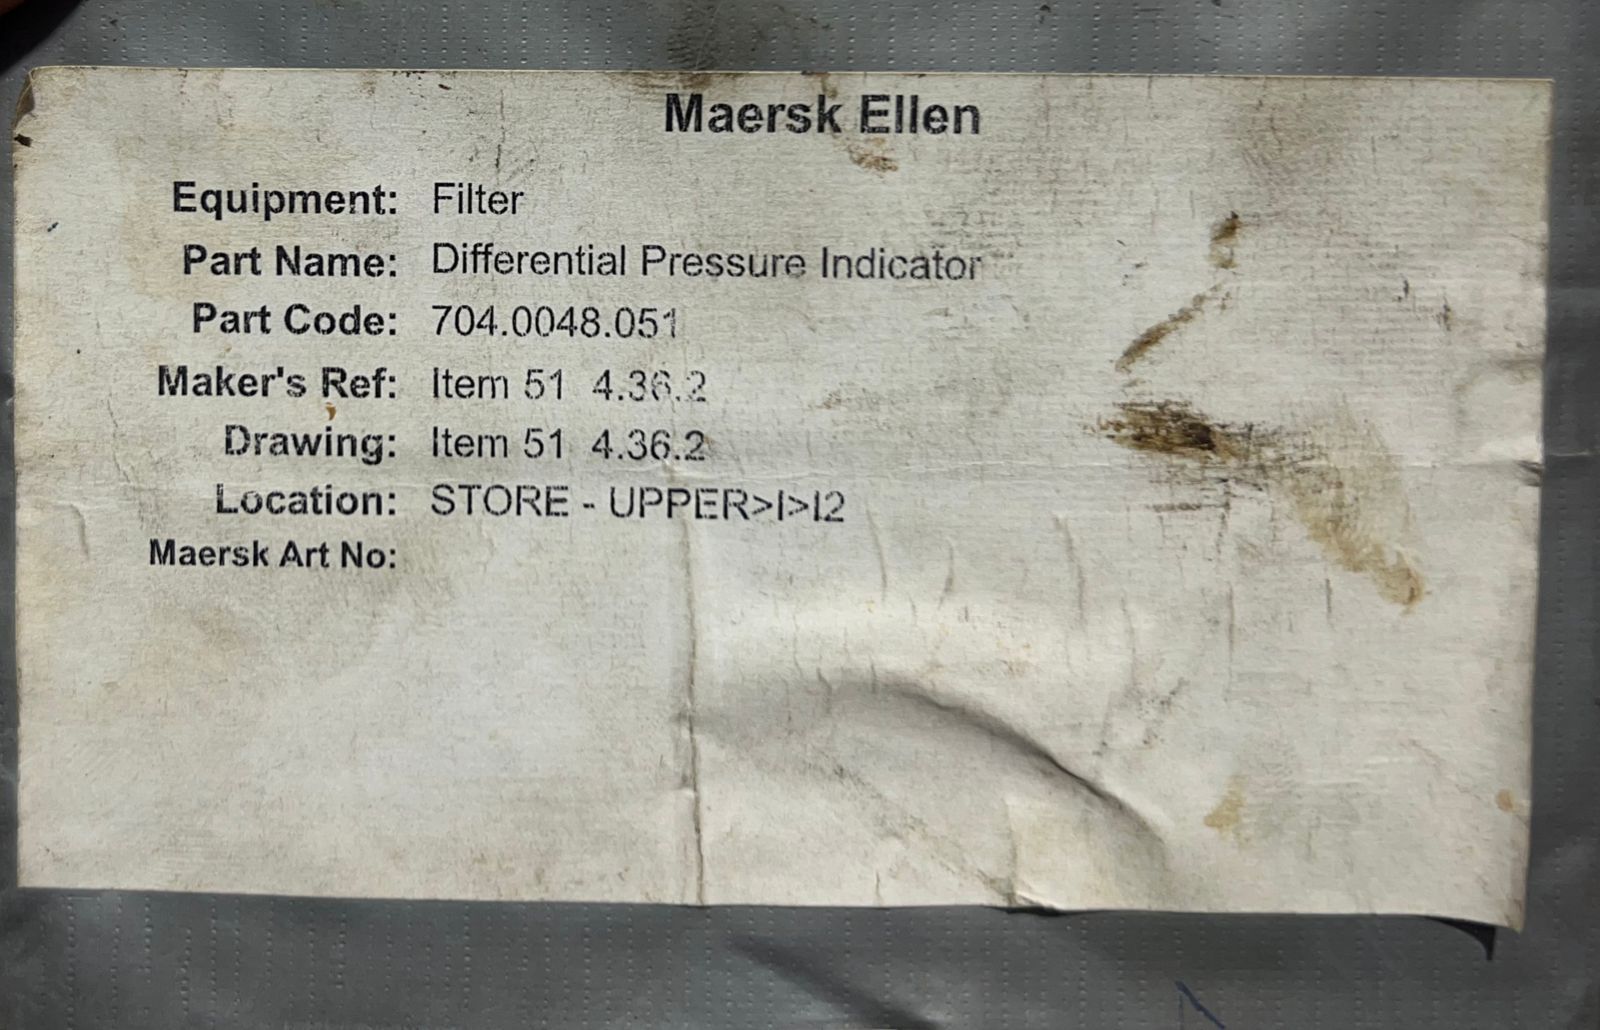 Maersk Ellen
Equipment: Filter
Part Name: Differential Pressure Indicator
Part Code: 704.0048.051
Maker's Ref: Item 51 4.36.2
Drawing: Item 51 4.36.2
Location: STORE - UPPER>I>I2
Maersk Art No: